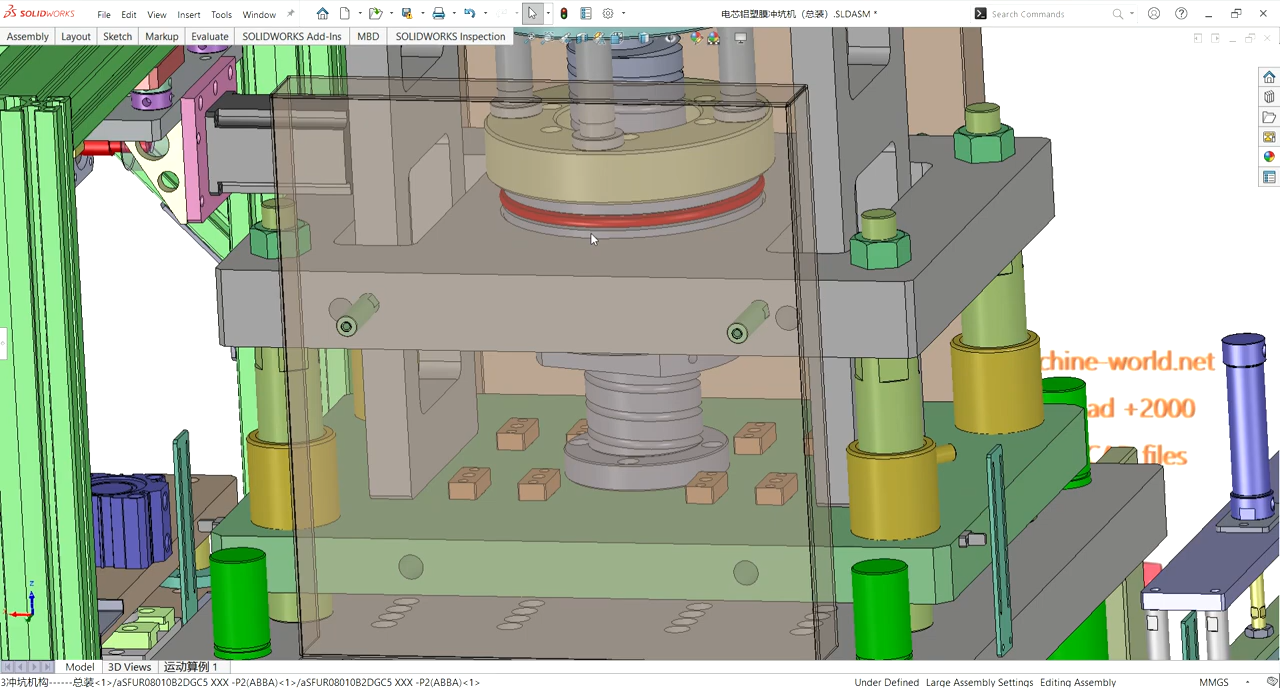 SOLIDWORKS File Edit View Insert Tools Window 电芯铝塑膜冲坑机（总装）.SLDASM * Search Commands
Assembly Layout Sketch Markup Evaluate SOLIDWORKS Add-Ins MBD SOLIDWORKS Inspection
chine-world.net
ad +2000
files
z
Model 3D Views 运动算例 1
3冲坑机构------总装<1>/aSFUR08010B2DGC5 XXX -P2(ABBA)<1>/aSFUR08010B2DGC5 XXX -P2(ABBA)<1> Under Defined Large Assembly Settings Editing Assembly MMGS